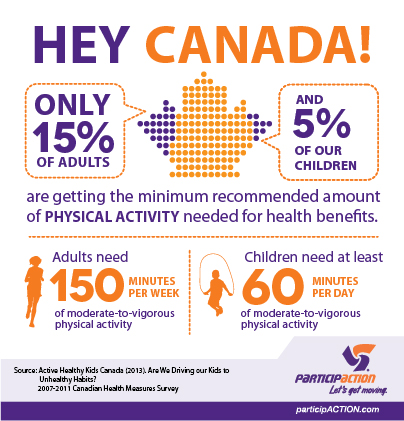 HEY CANADA!
ONLY
15%
OF ADULTS
AND
5%
OF OUR
CHILDREN
are getting the minimum recommended amount
of PHYSICAL ACTIVITY needed for health benefits.
Adults need
150 MINUTES
PER WEEK
of moderate-to-vigorous
physical activity
Children need at least
60 MINUTES
PER DAY
of moderate-to-vigorous
physical activity
Source: Active Healthy Kids Canada (2013). Are We Driving our Kids to
Unhealthy Habits?
2007-2011 Canadian Health Measures Survey
PARTICIPACTION
Let's get moving.
participACTION.com